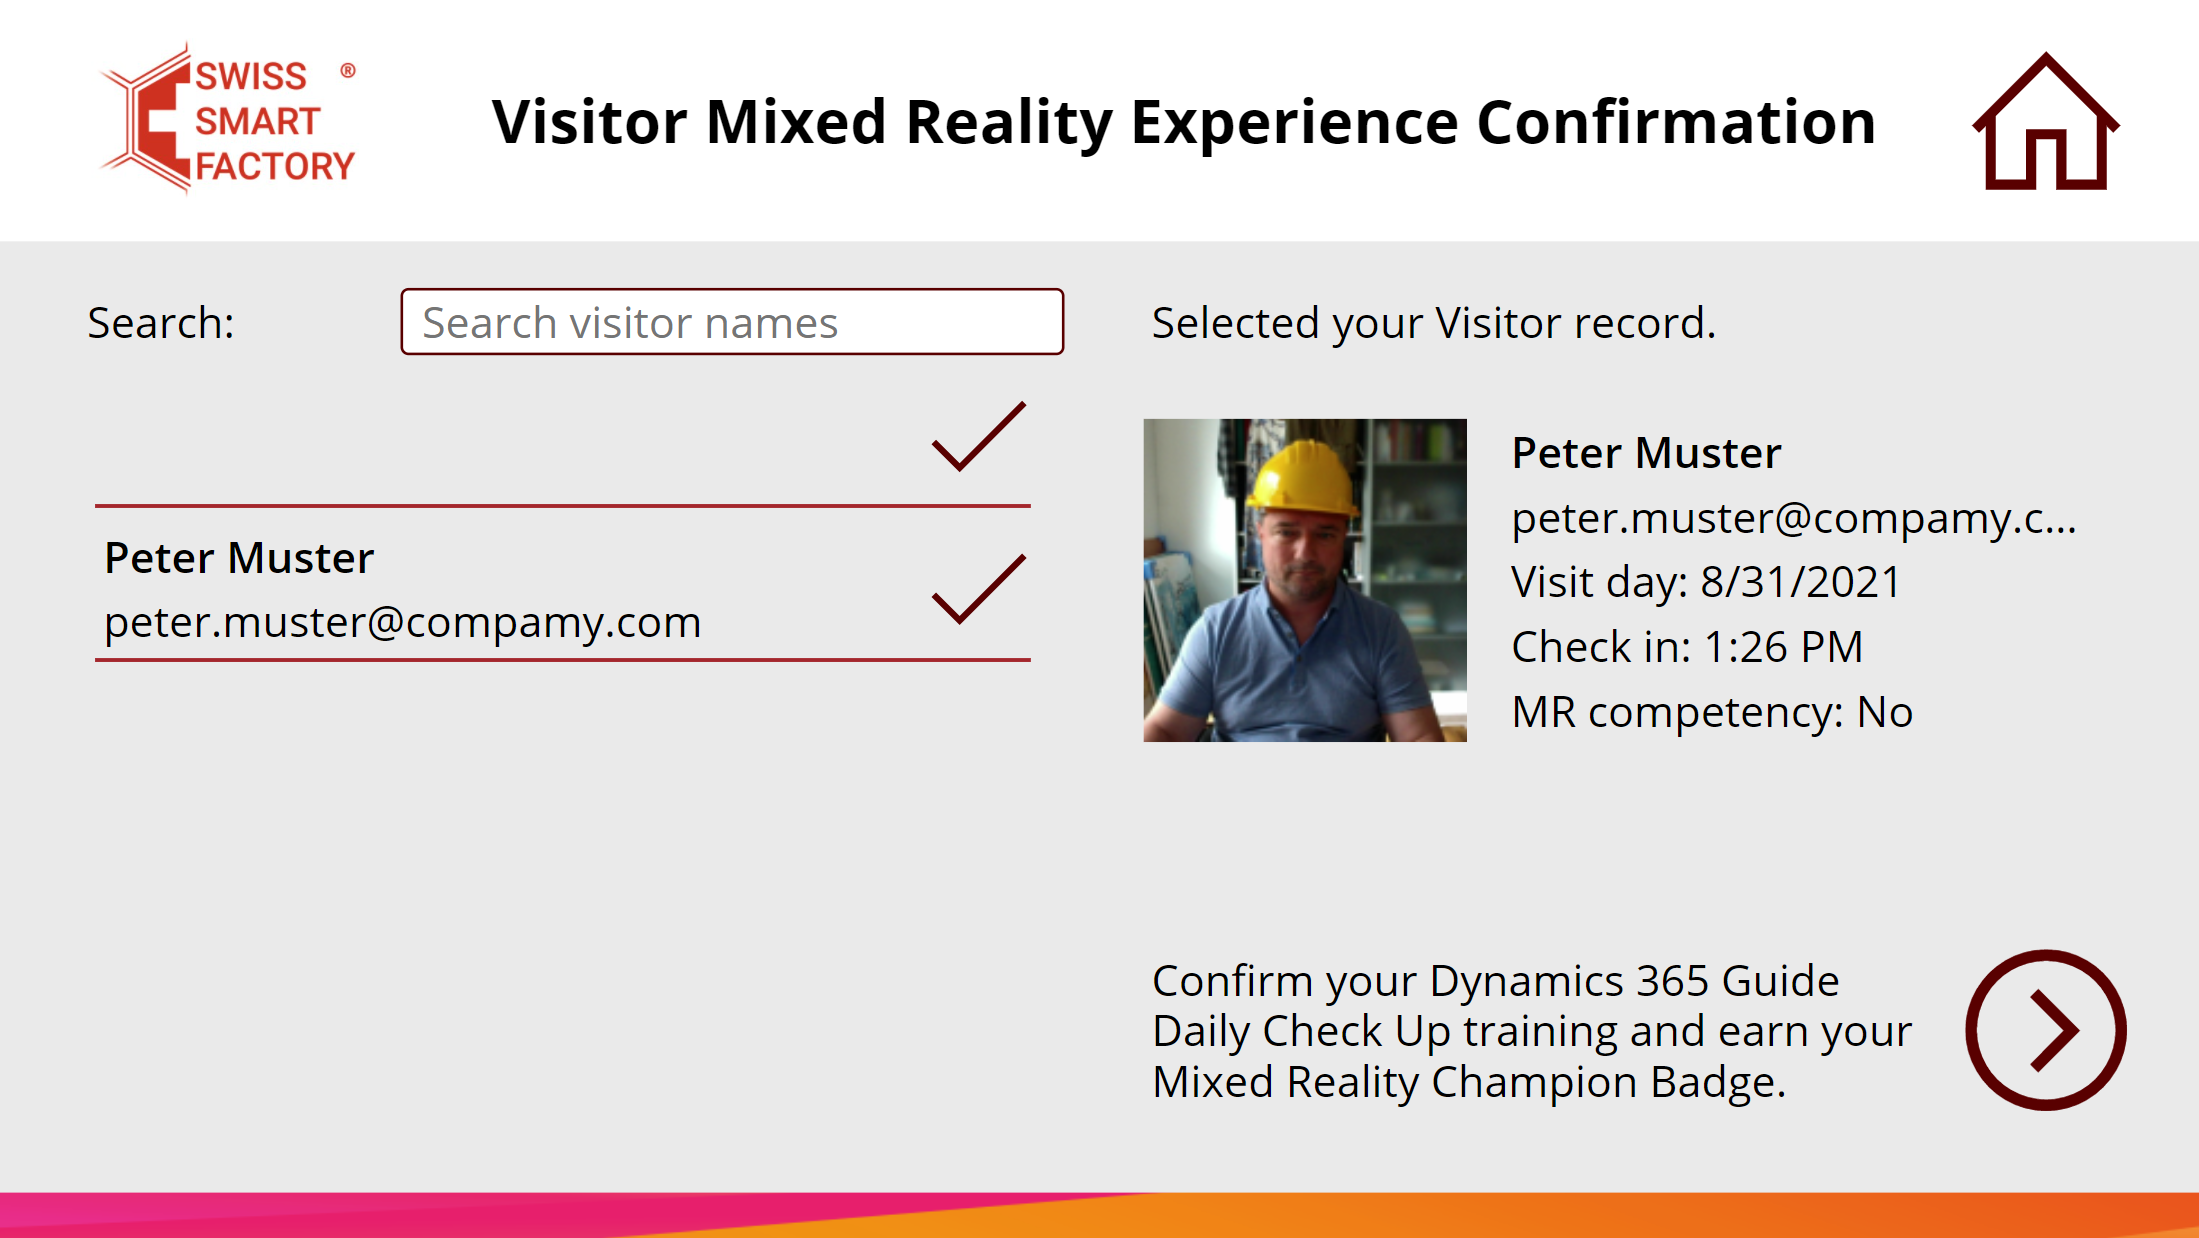 SWISS ®
SMART
FACTORY
Visitor Mixed Reality Experience Confirmation
Search:
Search visitor names
Selected your Visitor record.
Peter Muster
peter.muster@compamy.com
Peter Muster
peter.muster@compamy.c...
Visit day: 8/31/2021
Check in: 1:26 PM
MR competency: No
Confirm your Dynamics 365 Guide
Daily Check Up training and earn your
Mixed Reality Champion Badge.